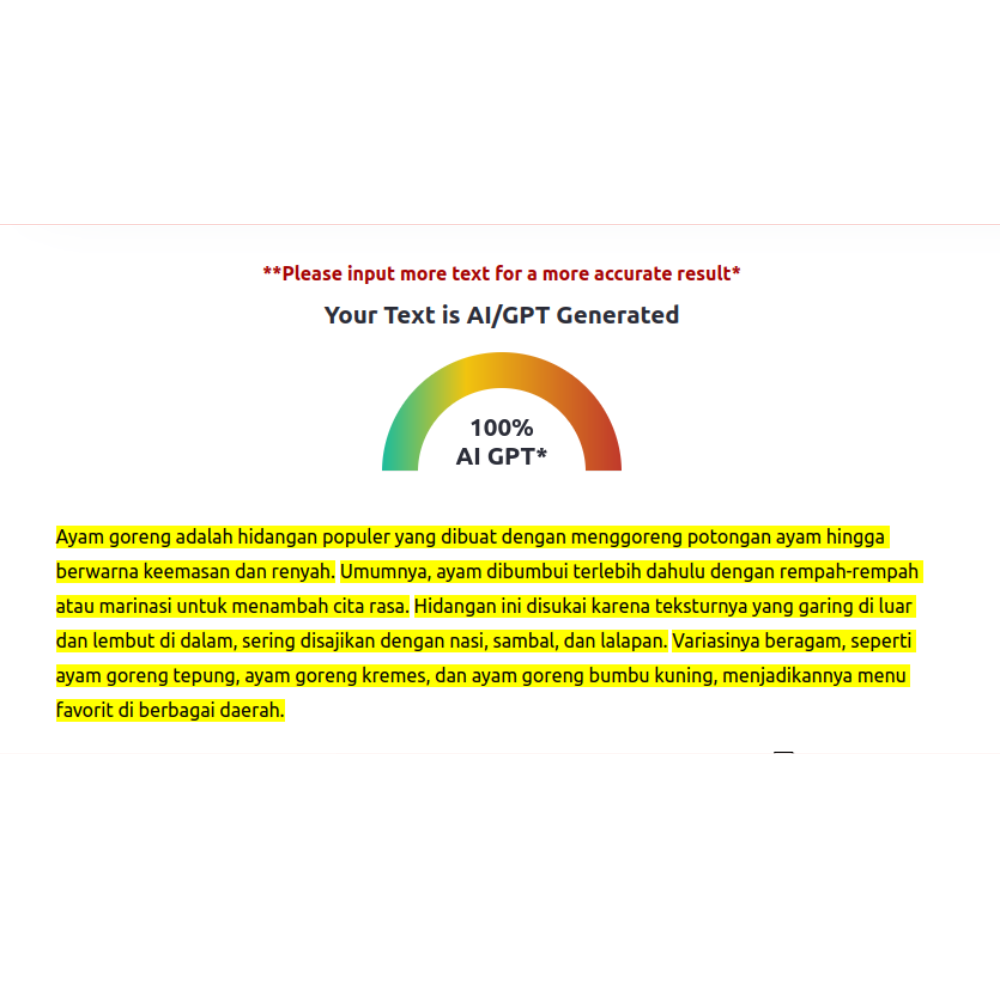 **Please input more text for a more accurate result*
Your Text is AI/GPT Generated
100%
AI GPT*
Ayam goreng adalah hidangan populer yang dibuat dengan menggoreng potongan ayam hingga
berwarna keemasan dan renyah. Umumnya, ayam dibumbui terlebih dahulu dengan rempah-rempah
atau marinasi untuk menambah cita rasa. Hidangan ini disukai karena teksturnya yang garing di luar
dan lembut di dalam, sering disajikan dengan nasi, sambal, dan lalapan. Variasinya beragam, seperti
ayam goreng tepung, ayam goreng kremes, dan ayam goreng bumbu kuning, menjadikannya menu
favorit di berbagai daerah.